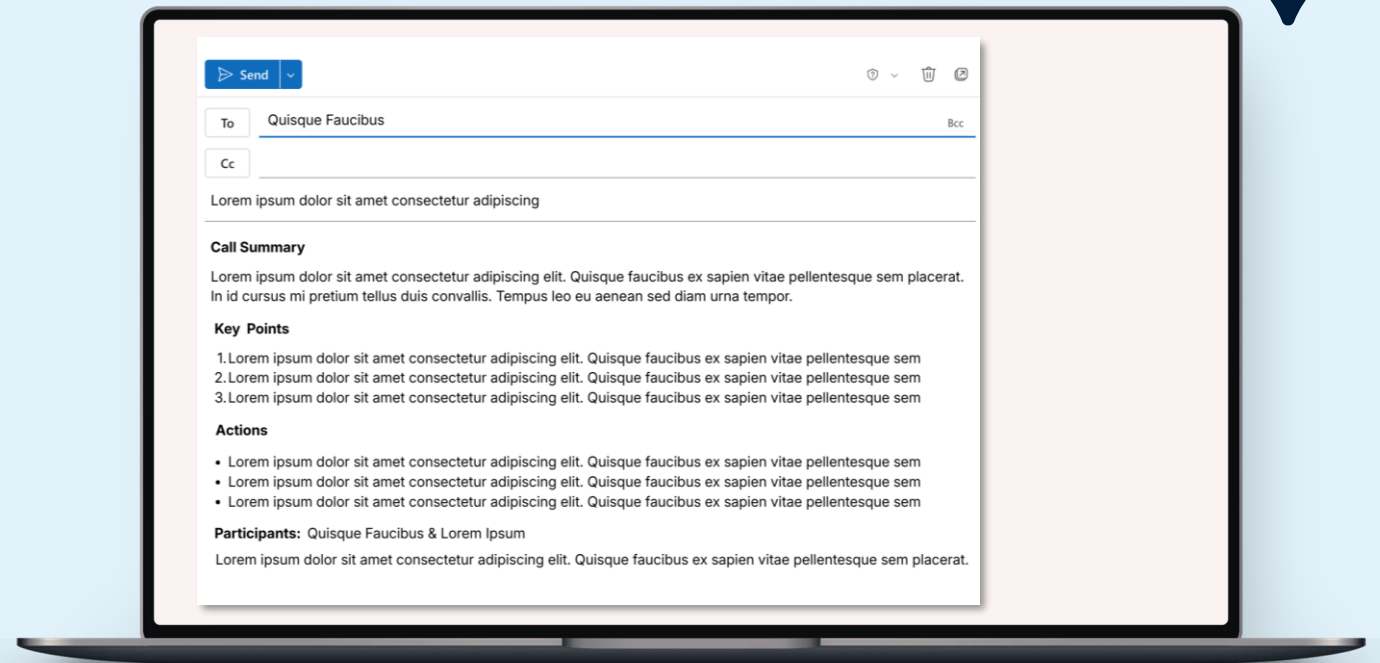 Send
To Quisque Faucibus Bcc
Cc
Lorem ipsum dolor sit amet consectetur adipiscing
Call Summary
Lorem ipsum dolor sit amet consectetur adipiscing elit. Quisque faucibus ex sapien vitae pellentesque sem placerat.
In id cursus mi pretium tellus duis convallis. Tempus leo eu aenean sed diam urna tempor.
Key Points
1. Lorem ipsum dolor sit amet consectetur adipiscing elit. Quisque faucibus ex sapien vitae pellentesque sem
2. Lorem ipsum dolor sit amet consectetur adipiscing elit. Quisque faucibus ex sapien vitae pellentesque sem
3. Lorem ipsum dolor sit amet consectetur adipiscing elit. Quisque faucibus ex sapien vitae pellentesque sem
Actions
• Lorem ipsum dolor sit amet consectetur adipiscing elit. Quisque faucibus ex sapien vitae pellentesque sem
• Lorem ipsum dolor sit amet consectetur adipiscing elit. Quisque faucibus ex sapien vitae pellentesque sem
• Lorem ipsum dolor sit amet consectetur adipiscing elit. Quisque faucibus ex sapien vitae pellentesque sem
Participants: Quisque Faucibus & Lorem Ipsum
Lorem ipsum dolor sit amet consectetur adipiscing elit. Quisque faucibus ex sapien vitae pellentesque sem placerat.